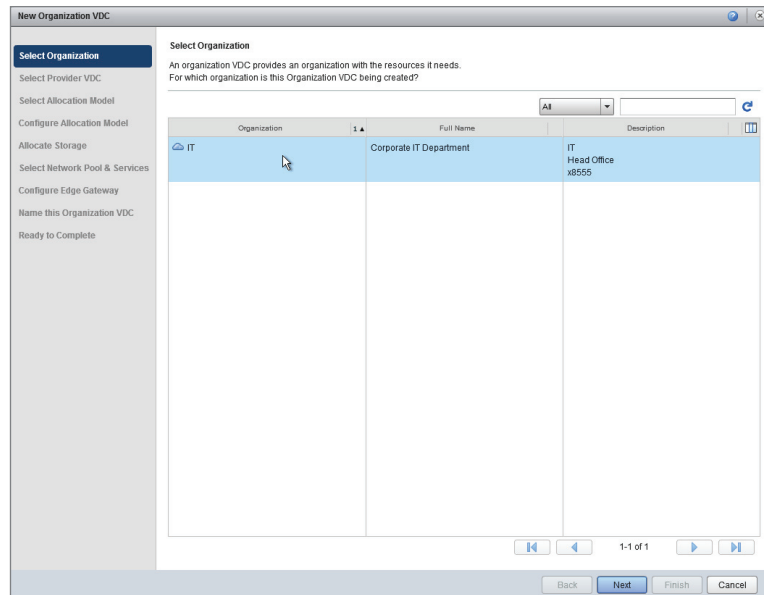 New Organization VDC
Select Organization
Select Provider VDC
Select Allocation Model
Configure Allocation Model
Allocate Storage
Select Network Pool & Services
Configure Edge Gateway
Name this Organization VDC
Ready to Complete
Select Organization
An organization VDC provides an organization with the resources it needs.
For which organization is this Organization VDC being created?
All
Organization 1 ▲ Full Name Description
IT Corporate IT Department IT
Head Office
x8555
1-1 of 1
Back Next Finish Cancel